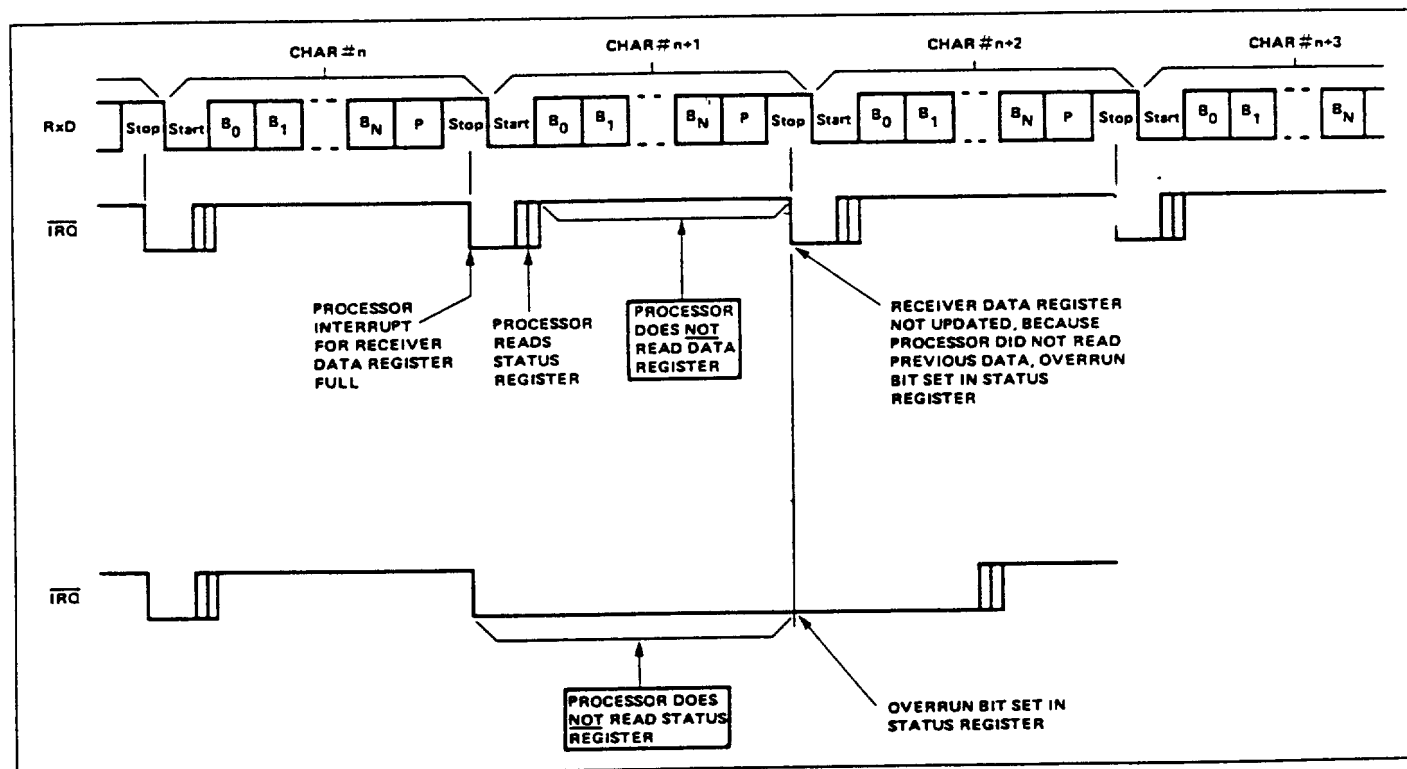 CHAR#n CHAR#n+1 CHAR#n+2 CHAR#n+3
RxD Stop Start B0 B1 BN P Stop Start B0 B1 BN P Stop Start B0 B1 BN P Stop Start B0 B1 BN
IRQ
PROCESSOR
INTERRUPT
FOR RECEIVER
DATA REGISTER
FULL
PROCESSOR
READS
STATUS
REGISTER
PROCESSOR
DOES NOT
READ DATA
REGISTER
RECEIVER DATA REGISTER
NOT UPDATED, BECAUSE
PROCESSOR DID NOT READ
PREVIOUS DATA, OVERRUN
BIT SET IN STATUS
REGISTER
IRQ
PROCESSOR DOES
NOT READ STATUS
REGISTER
OVERRUN BIT SET IN
STATUS REGISTER